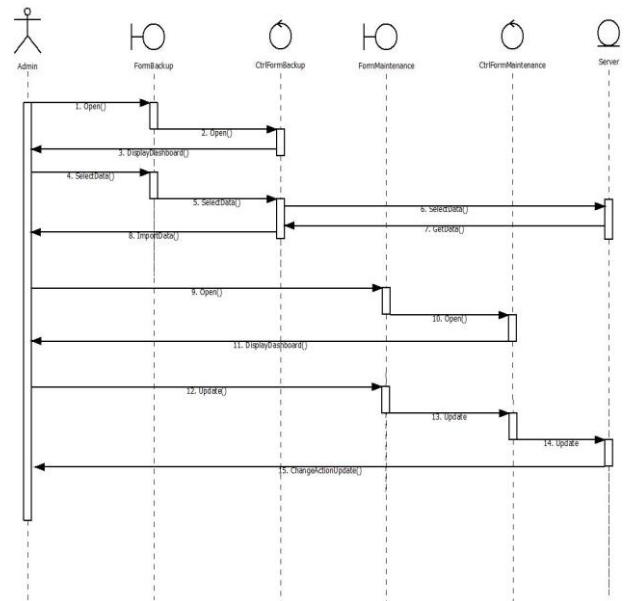 Admin
FormBackup
CtrlFormBackup
FormMaintenance
CtrlFormMaintenance
Server
1. Open()
2. Open()
3. DisplayDashboard()
4. SelectData()
5. SelectData()
6. SelectData()
7. GetData()
8. ImportData()
9. Open()
10. Open()
11. DisplayDashboard()
12. Update()
13. Update
14. Update
15. ChangeActionUpdate()